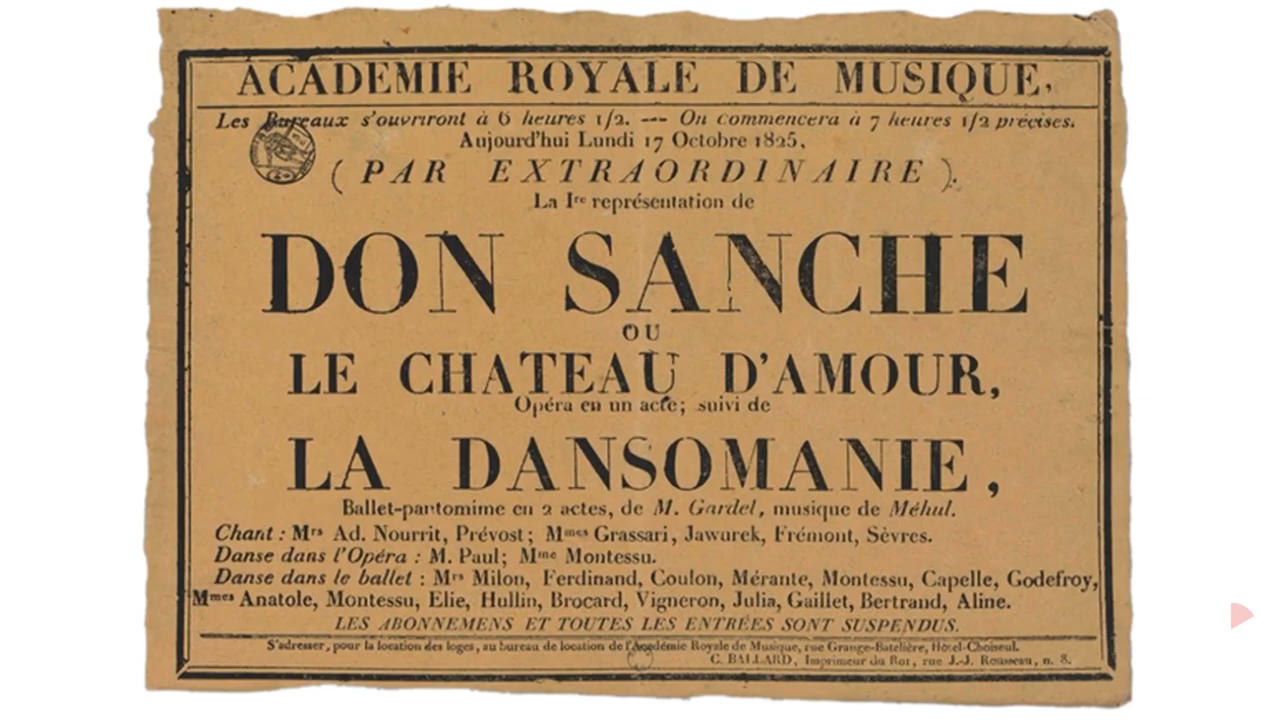 ACADEMIE ROYALE DE MUSIQUE,
Les Bureaux s'ouvriront à 6 heures 1/2. --- On commencera à 7 heures 1/2 précises.
Aujourd'hui Lundi 17 Octobre 1825,
(PAR EXTRAORDINAIRE).
La Ire représentation de
DON SANCHE
OU
LE CHATEAU D'AMOUR,
Opéra en un acte; suivi de
LA DANSOMANIE,
Ballet-pantomime en 2 actes, de M. Gardel, musique de Méhul.
Chant : Mrs Ad. Nourrit, Prévost; Mmes Grassari, Jawurek, Frémont, Sèvres.
Danse dans l'Opéra : M. Paul; Mme Montessu.
Danse dans le ballet : Mrs Milon, Ferdinand, Coulon, Mérante, Montessu, Capelle, Godefroy,
Mmes Anatole, Montessu, Elie, Hullin, Brocard, Vigneron, Julia, Gaillet, Bertrand, Aline.
LES ABONNEMENS ET TOUTES LES ENTRÉES SONT SUSPENDUS.
S'adresser, pour la location des loges, au bureau de location de l'Académie Royale de Musique, rue Grange-Batelière, Hôtel-Choiseul.
C. BALLARD, Imprimeur du Roi, rue J.-J. Rousseau, n. 8.